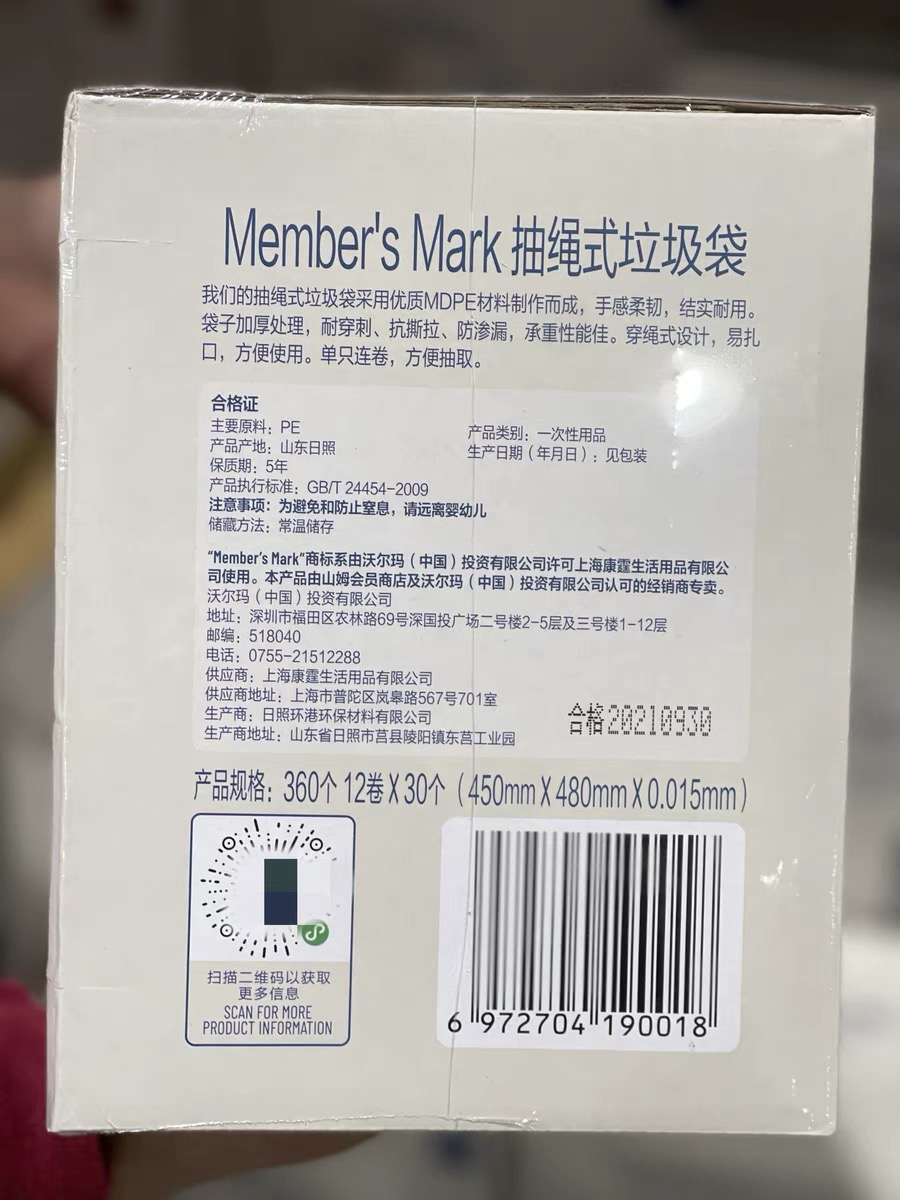 Member's Mark 抽绳式垃圾袋
我们的抽绳式垃圾袋采用优质MDPE材料制作而成，手感柔韧，结实耐用。
袋子加厚处理，耐穿刺、抗撕拉、防渗漏，承重性能佳。穿绳式设计，易扎
口，方便使用。单只连卷，方便抽取。
合格证
主要原料：PE
产品类别：一次性用品
产品产地：山东日照
生产日期（年月日）：见包装
保质期：5年
产品执行标准：GB/T 24454-2009
注意事项：为避免和防止窒息，请远离婴幼儿
储藏方法：常温储存
“Member's Mark”商标系由沃尔玛（中国）投资有限公司许可上海康霆生活用品有限公
司使用。本产品由山姆会员商店及沃尔玛（中国）投资有限公司认可的经销商专卖。
沃尔玛（中国）投资有限公司
地址：深圳市福田区农林路69号深国投广场二号楼2-5层及三号楼1-12层
邮编：518040
电话：0755-21512288
供应商：上海康霆生活用品有限公司
供应商地址：上海市普陀区岚皋路567号701室
生产商：日照环港环保材料有限公司
生产商地址：山东省日照市莒县陵阳镇东莒工业园
合格20210930
产品规格：360个 12卷 X 30个（450mm X 480mm X 0.015mm）
扫描二维码以获取
更多信息
SCAN FOR MORE
PRODUCT INFORMATION
6 972704 190018